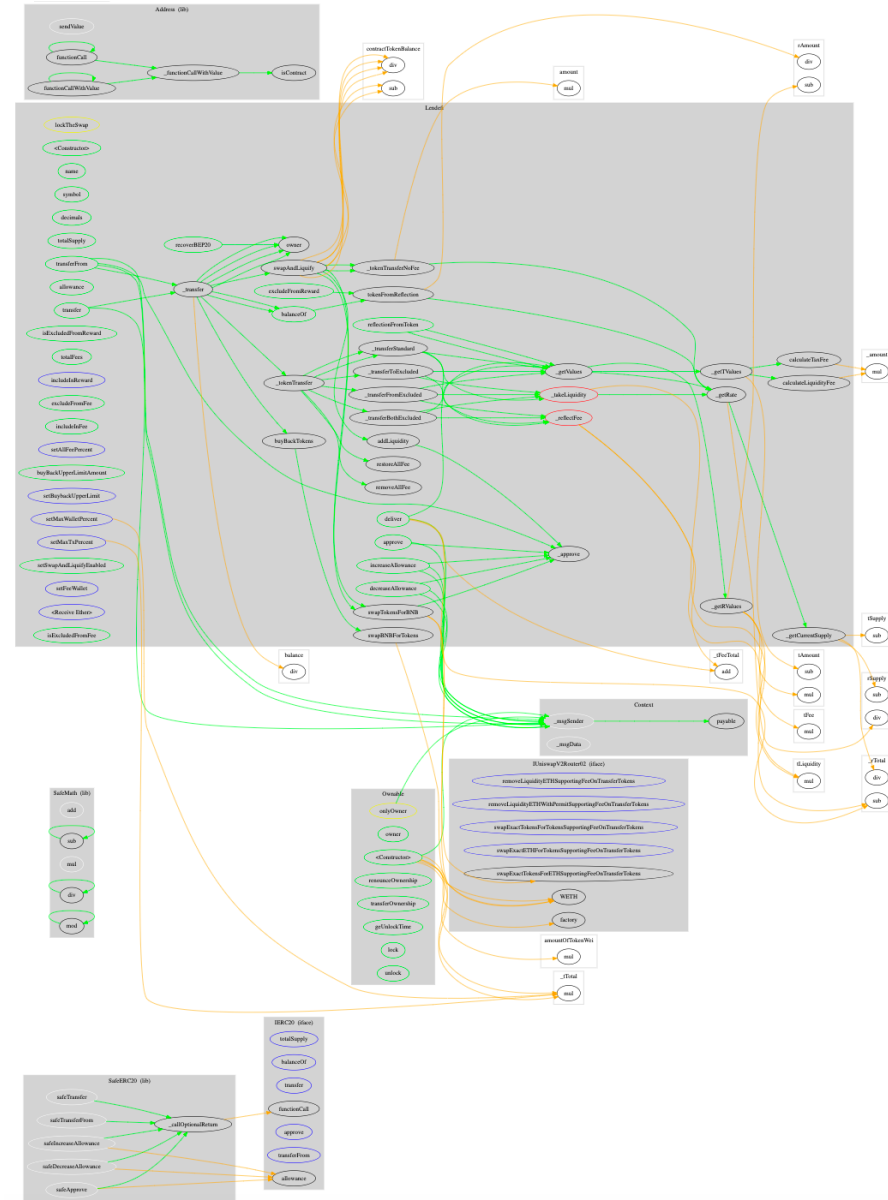 Address (lib)
sendValue
functionCall
_functionCallWithValue
isContract
functionCallWithValue
contractTokenBalance
div
sub
amount
mul
rAmount
div
sub
lockTheSwap
<Constructor>
name
symbol
decimals
totalSupply
transferFrom
allowance
transfer
isExcludedFromReward
totalFees
includeInReward
excludeFromFee
includeInFee
setAllFeePercent
buyBackUpperLimitAmount
setBuybackUpperLimit
setMaxWalletPercent
setMaxTxPercent
setSwapAndLiquifyEnabled
setFeeWallet
<Receive Ether>
isExcludedFromFee
recoverBEP20
_transfer
owner
swapAndLiquify
excludeFromReward
balanceOf
_tokenTransfer
buyBackTokens
_tokenTransferNoFee
tokenFromReflection
reflectionFromToken
_transferStandard
_transferToExcluded
_transferFromExcluded
_transferBothExcluded
addLiquidity
restoreAllFee
removeAllFee
deliver
approve
increaseAllowance
decreaseAllowance
swapTokensForBNB
swapBNBForTokens
_getValues
_takeLiquidity
_reflectFee
_approve
_getTValues
_getRate
_getRValues
calculateTaxFee
calculateLiquidityFee
_getCurrentSupply
_amount
mul
tSupply
sub
balance
div
_tFeeTotal
add
tAmount
sub
mul
rSupply
sub
div
tFee
mul
tLiquidity
mul
_rTotal
div
sub
Context
_msgSender
payable
_msgData
IUniswapV2Router02 (iface)
removeLiquidityETHSupportingFeeOnTransferTokens
removeLiquidityETHWithPermitSupportingFeeOnTransferTokens
swapExactTokensForTokensSupportingFeeOnTransferTokens
swapExactETHForTokensSupportingFeeOnTransferTokens
swapExactTokensForETHSupportingFeeOnTransferTokens
WETH
factory
Ownable
onlyOwner
owner
<Constructor>
renounceOwnership
transferOwnership
getUnlockTime
lock
unlock
SafeMath (lib)
add
sub
mul
div
mod
amountOfTokenWei
mul
_tTotal
mul
IERC20 (iface)
totalSupply
balanceOf
transfer
functionCall
approve
transferFrom
allowance
SafeERC20 (lib)
safeTransfer
safeTransferFrom
_callOptionalReturn
safeIncreaseAllowance
safeDecreaseAllowance
safeApprove